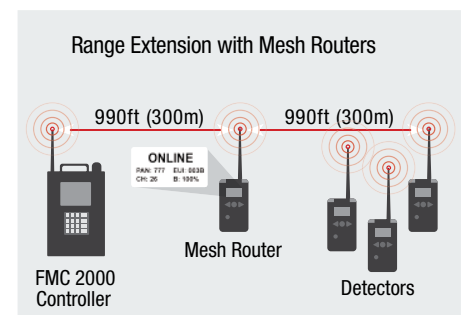 Range Extension with Mesh Routers
990ft (300m)
990ft (300m)
ONLINE
PAN: 777 EUI: 003B
CH: 26 B: 100%
Mesh Router
FMC 2000
Controller
Detectors